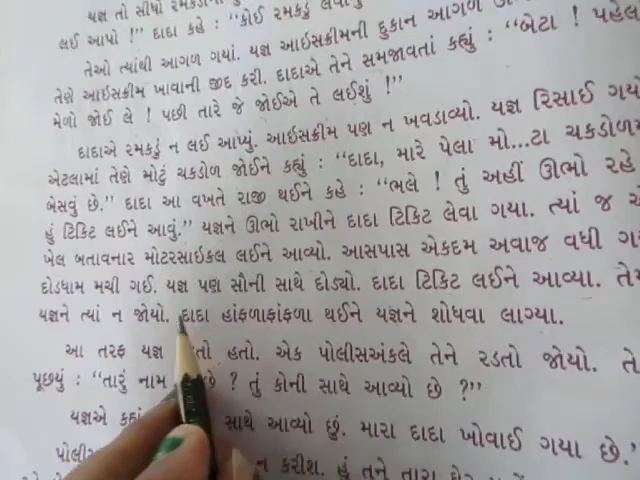 યજ્ઞ તો સીધો રમકડાની
લઈ આપો !" દાદા કહે : "કોઈ રમકડું લેવાનું
તેઓ ત્યાંથી આગળ ગયાં. યજ્ઞ આઇસક્રીમની દુકાન આગળ
તેણે આઇસક્રીમ ખાવાની જીદ કરી. દાદાએ તેને સમજાવતાં કહ્યું : "બેટા ! પહેલાં
મેળો જોઈ લે ! પછી તારે જે જોઈએ તે લઈશું !"
દાદાએ રમકડું ન લઈ આપ્યું. આઇસક્રીમ પણ ન ખવડાવ્યો. યજ્ઞ રિસાઈ ગયો
એટલામાં તેણે મોટું ચકડોળ જોઈને કહ્યું : "દાદા, મારે પેલા મો...ટા ચકડોળમાં
બેસવું છે." દાદા આ વખતે રાજી થઈને કહે : "ભલે ! તું અહીં ઊભો રહે
હું ટિકિટ લઈને આવું." યજ્ઞને ઊભો રાખીને દાદા ટિકિટ લેવા ગયા. ત્યાં જ
ખેલ બતાવનાર મોટરસાઇકલ લઈને આવ્યો. આસપાસ એકદમ અવાજ વધી
દોડધામ મચી ગઈ. યજ્ઞ પણ સૌની સાથે દોડ્યો. દાદા ટિકિટ લઈને આવ્યા.
યજ્ઞને ત્યાં ન જોયો. દાદા હાંફળાફાંફળા થઈને યજ્ઞને શોધવા લાગ્યા.
આ તરફ યજ્ઞ તો હતો. એક પોલીસઅંકલે તેને રડતો જોયો.
પૂછયું : "તારું નામ છે ? તું કોની સાથે આવ્યો છે ?"
યજ્ઞએ સાથે આવ્યો છું. મારા દાદા ખોવાઈ ગયા છે.'
ન કરીશ. હું તને તારા